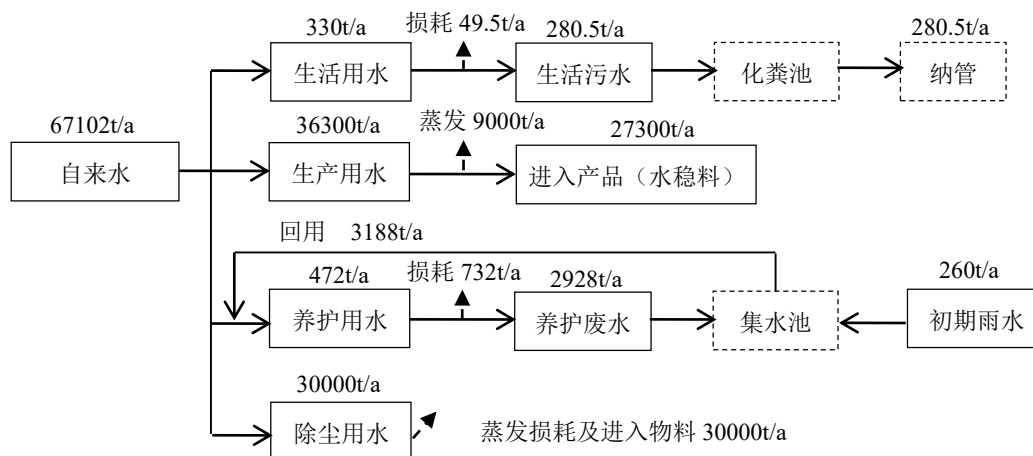 330t/a
损耗 49.5t/a
280.5t/a
280.5t/a
生活用水
生活污水
化粪池
纳管
67102t/a
36300t/a
蒸发 9000t/a
27300t/a
自来水
生产用水
进入产品（水稳料）
回用 3188t/a
472t/a
损耗 732t/a
2928t/a
260t/a
养护用水
养护废水
集水池
初期雨水
30000t/a
除尘用水
蒸发损耗及进入物料 30000t/a